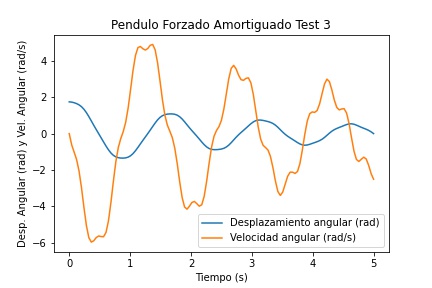 Pendulo Forzado Amortiguado Test 3
Desp. Angular (rad) y Vel. Angular (rad/s)
4
2
0
−2
−4
−6
Desplazamiento angular (rad)
Velocidad angular (rad/s)
0
1
2
3
4
5
Tiempo (s)